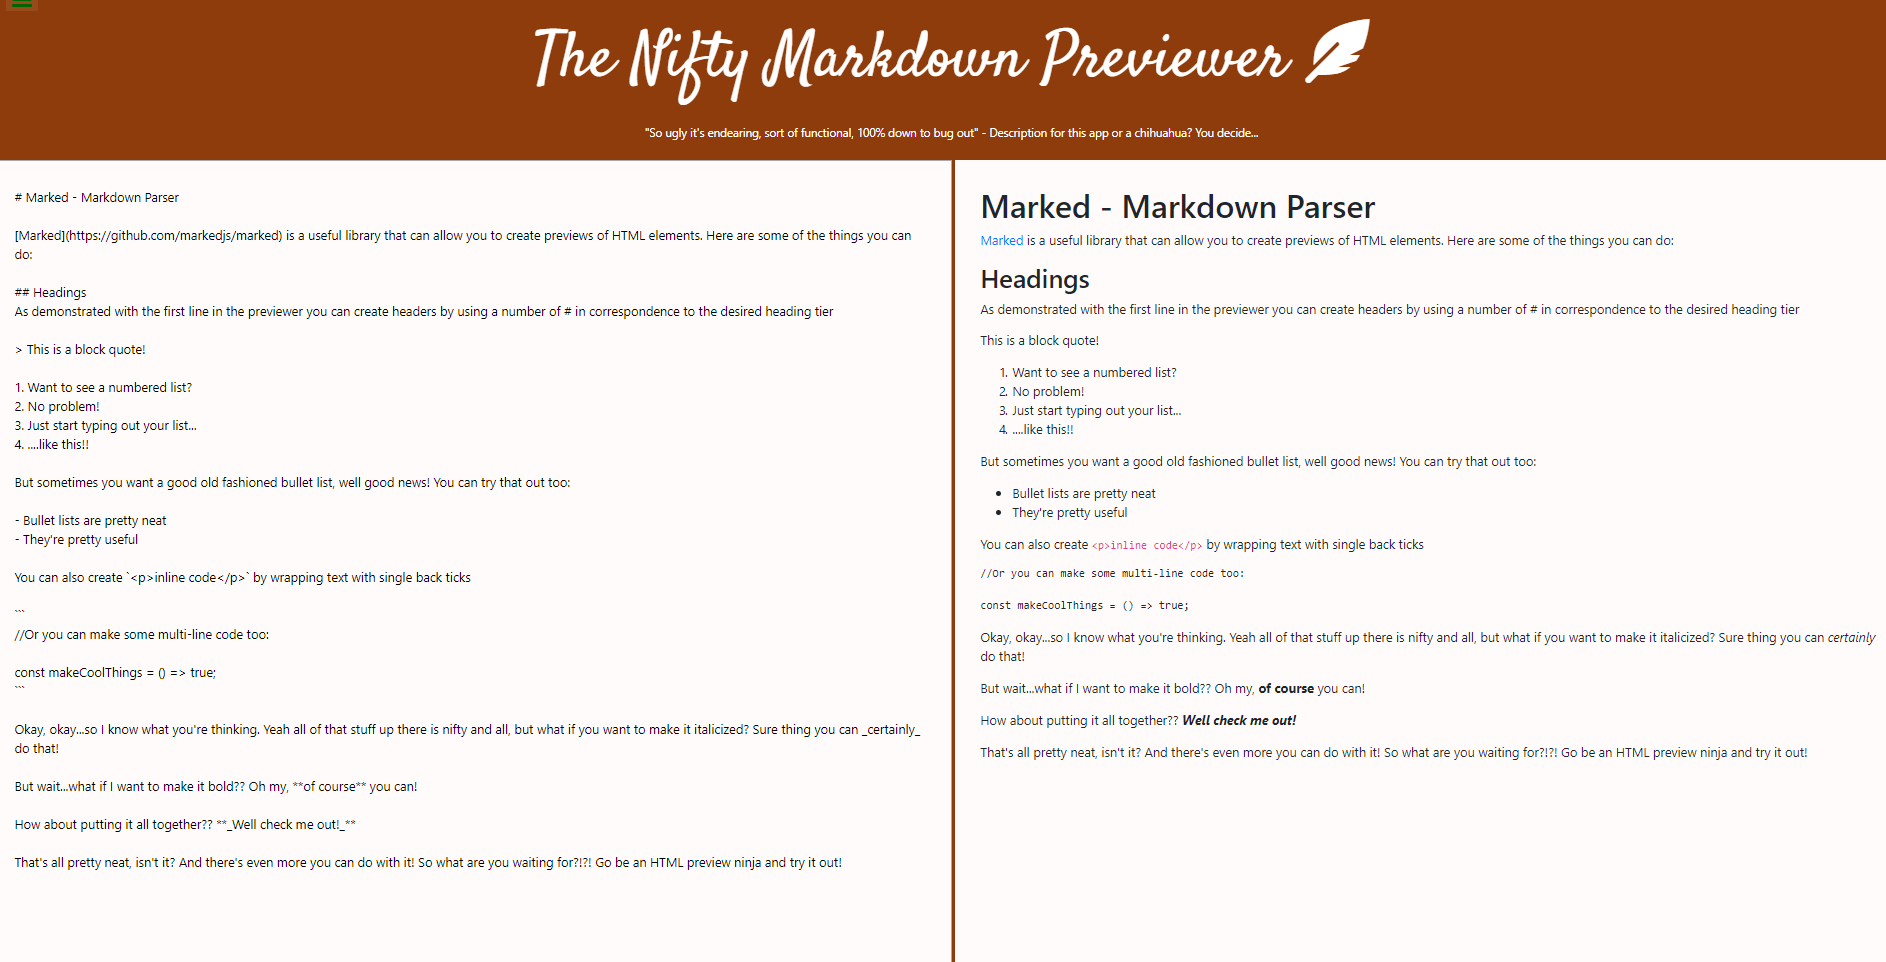 The Nifty Markdown Previewer
"So ugly it's endearing, sort of functional, 100% down to bug out" - Description for this app or a chihuahua? You decide...
# Marked - Markdown Parser
[Marked](https://github.com/markedjs/marked) is a useful library that can allow you to create previews of HTML elements. Here are some of the things you can
do:
## Headings
As demonstrated with the first line in the previewer you can create headers by using a number of # in correspondence to the desired heading tier
> This is a block quote!
1. Want to see a numbered list?
2. No problem!
3. Just start typing out your list...
4. ....like this!!
But sometimes you want a good old fashioned bullet list, well good news! You can try that out too:
- Bullet lists are pretty neat
- They're pretty useful
You can also create `<p>inline code</p>` by wrapping text with single back ticks
```
//Or you can make some multi-line code too:
const makeCoolThings = () => true;
```
Okay, okay...so I know what you're thinking. Yeah all of that stuff up there is nifty and all, but what if you want to make it italicized? Sure thing you can _certainly_
do that!
But wait...what if I want to make it bold?? Oh my, **of course** you can!
How about putting it all together?? **_Well check me out!_**
That's all pretty neat, isn't it? And there's even more you can do with it! So what are you waiting for?!?! Go be an HTML preview ninja and try it out!
Marked - Markdown Parser
Marked is a useful library that can allow you to create previews of HTML elements. Here are some of the things you can do:
Headings
As demonstrated with the first line in the previewer you can create headers by using a number of # in correspondence to the desired heading tier
This is a block quote!
1. Want to see a numbered list?
2. No problem!
3. Just start typing out your list...
4. ....like this!!
But sometimes you want a good old fashioned bullet list, well good news! You can try that out too:
• Bullet lists are pretty neat
• They're pretty useful
You can also create <p>inline code</p> by wrapping text with single back ticks
//Or you can make some multi-line code too:
const makeCoolThings = () => true;
Okay, okay...so I know what you're thinking. Yeah all of that stuff up there is nifty and all, but what if you want to make it italicized? Sure thing you can certainly
do that!
But wait...what if I want to make it bold?? Oh my, of course you can!
How about putting it all together?? Well check me out!
That's all pretty neat, isn't it? And there's even more you can do with it! So what are you waiting for?!?! Go be an HTML preview ninja and try it out!